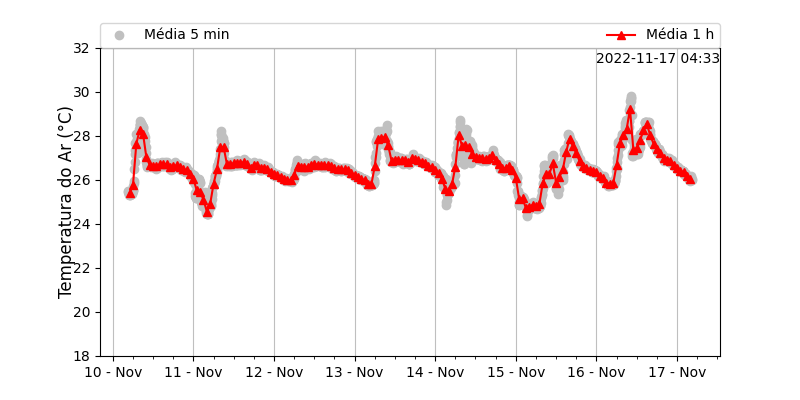 Média 5 min
Média 1 h
2022-11-17 04:33
Temperatura do Ar (°C)
32
30
28
26
24
22
20
18
10 - Nov
11 - Nov
12 - Nov
13 - Nov
14 - Nov
15 - Nov
16 - Nov
17 - Nov